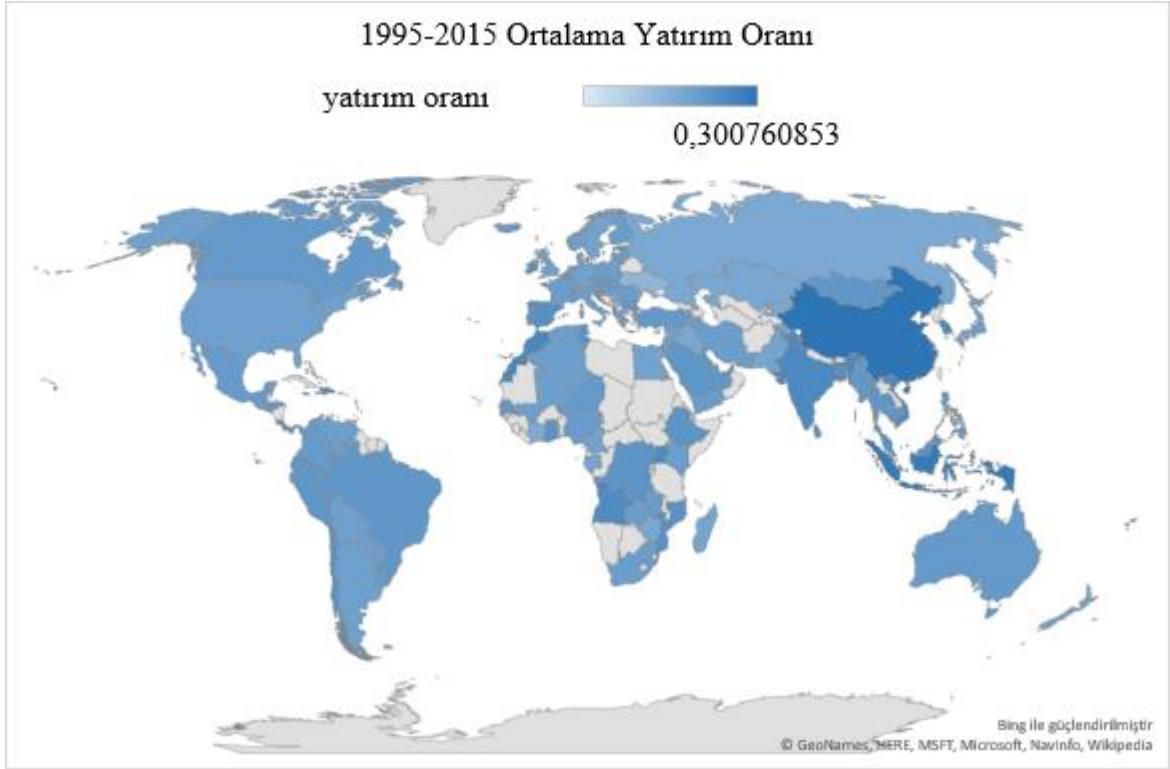 1995-2015 Ortalama Yatırım Oranı
yatırım oranı
0,300760853
Bing ile güçlendirilmiştir
© GeoNames, HERE, MSFT, Microsoft, NavInfo, Wikipedia